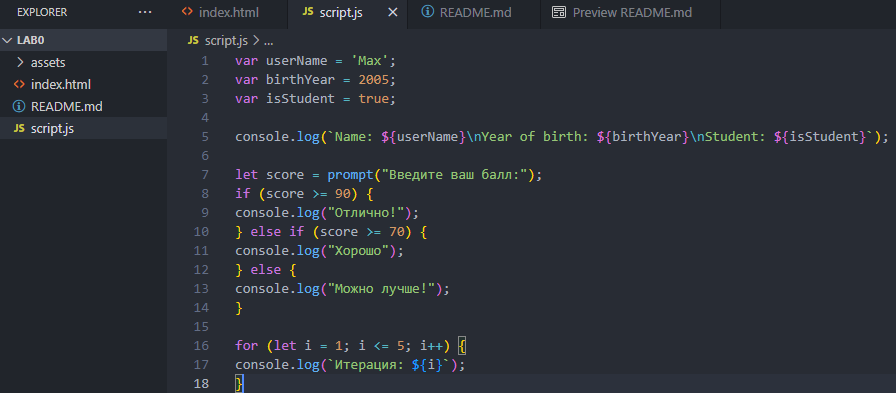 EXPLORER ···
index.html
script.js
README.md
Preview README.md
LAB0
assets
index.html
README.md
script.js
script.js > ...
1 var userName = 'Max';
2 var birthYear = 2005;
3 var isStudent = true;
4
5 console.log(`Name: ${userName}\nYear of birth: ${birthYear}\nStudent: ${isStudent}`);
6
7 let score = prompt("Введите ваш балл:");
8 if (score >= 90) {
9 console.log("Отлично!");
10 } else if (score >= 70) {
11 console.log("Хорошо");
12 } else {
13 console.log("Можно лучше!");
14 }
15
16 for (let i = 1; i <= 5; i++) {
17 console.log(`Итерация: ${i}`);
18 }